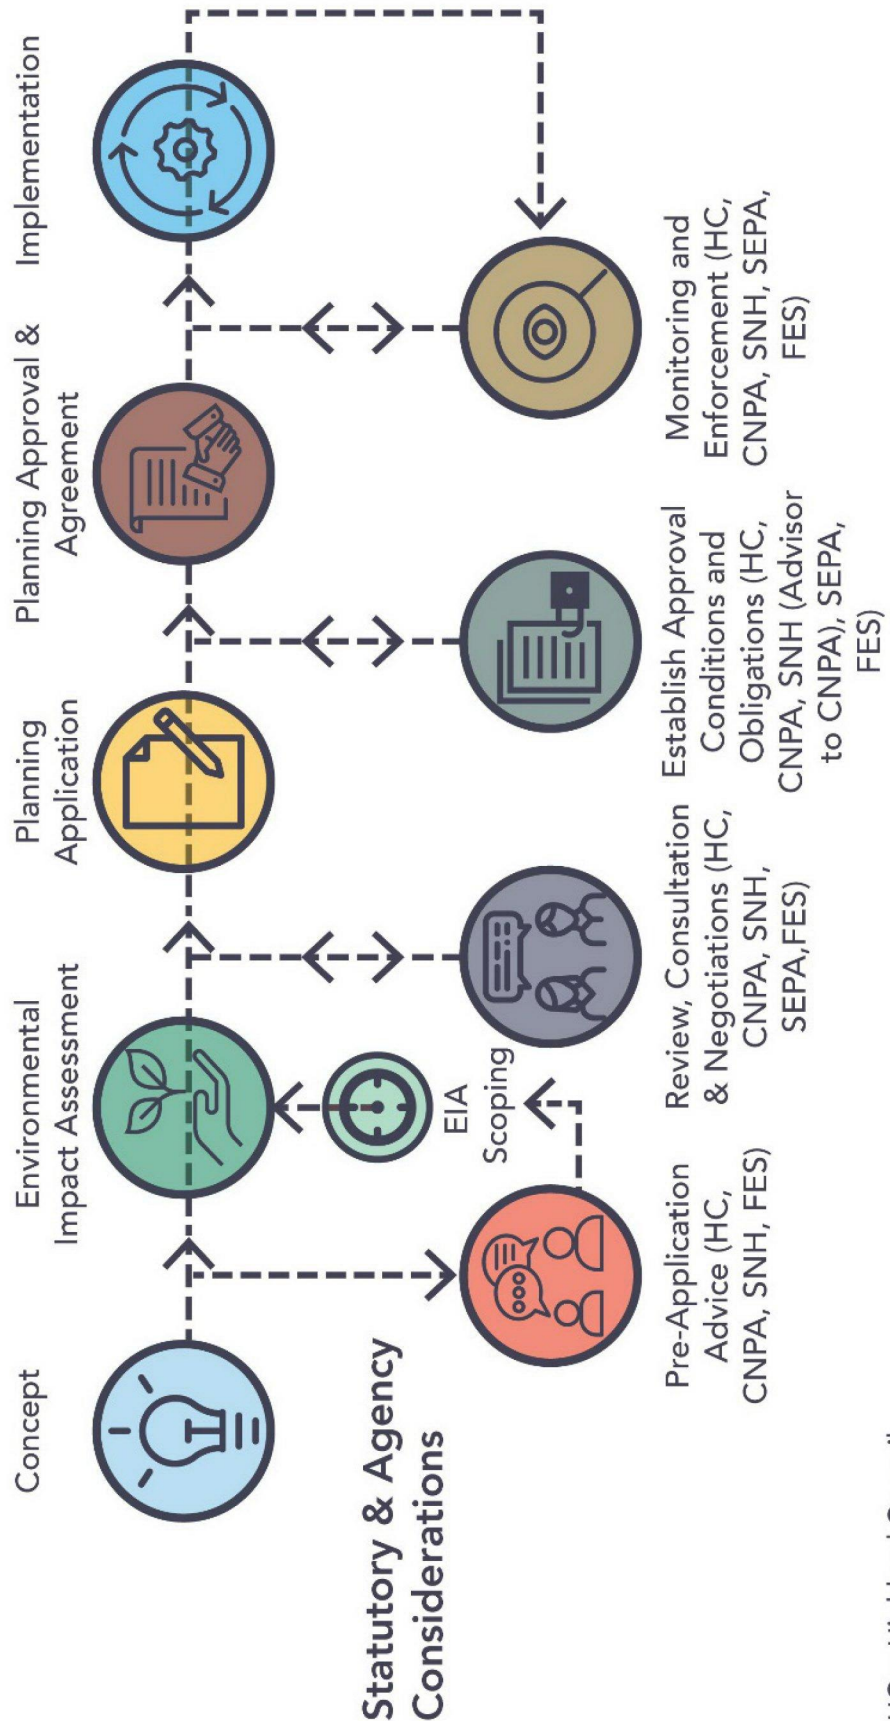 Concept
Environmental
Impact Assessment
Planning
Application
Planning Approval &
Agreement
Implementation
Statutory & Agency
Considerations
EIA
Scoping
Pre-Application
Advice (HC,
CNPA, SNH, FES)
Review, Consultation
& Negotiations (HC,
CNPA, SNH,
SEPA,FES)
Establish Approval
Conditions and
Obligations (HC,
CNPA, SNH (Advisor
to CNPA), SEPA,
FES)
Monitoring and
Enforcement (HC,
CNPA, SNH, SEPA,
FES)